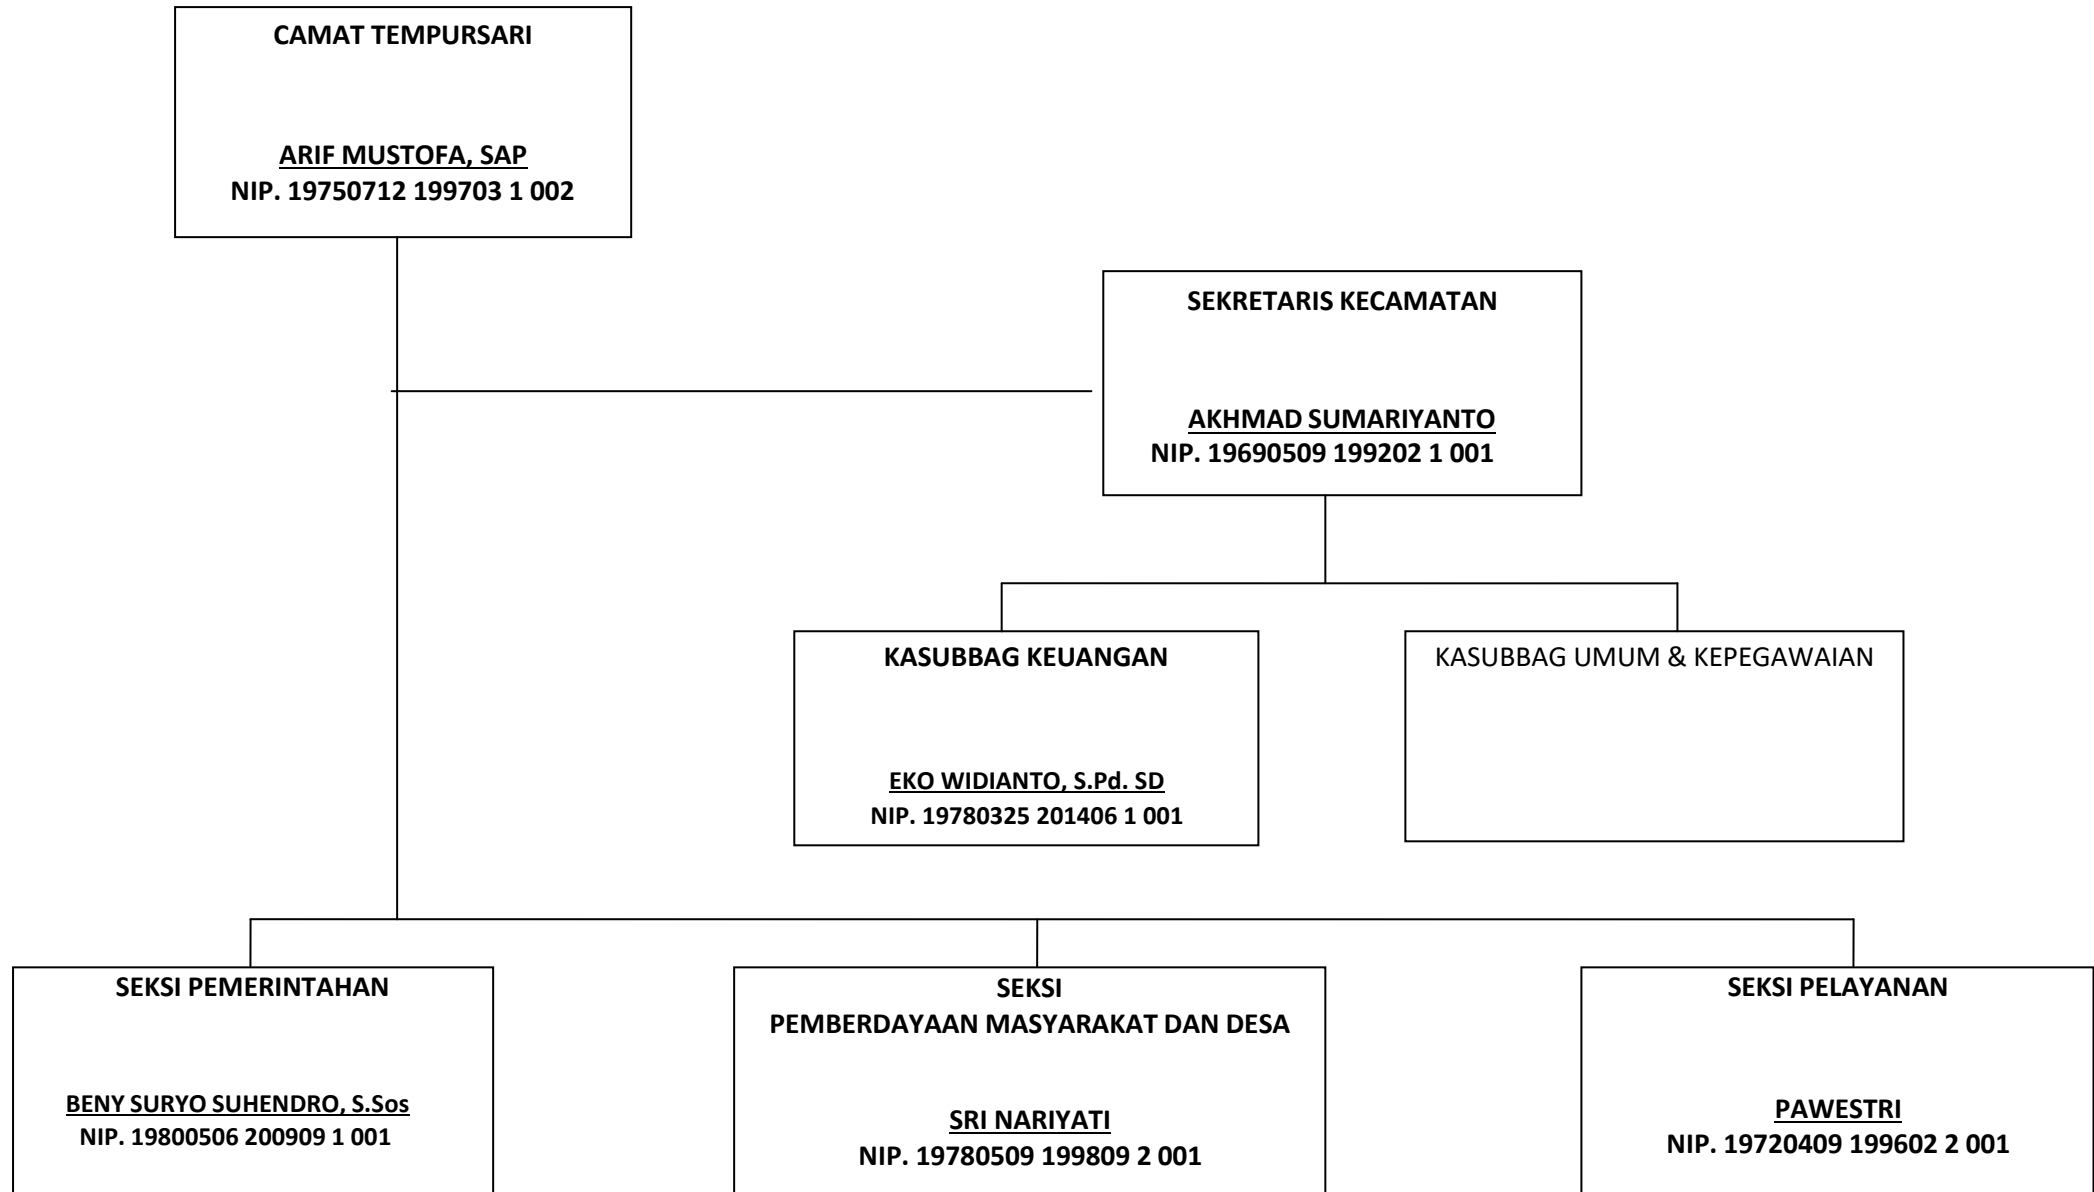 CAMAT TEMPURSARI
ARIF MUSTOFA, SAP
NIP. 19750712 199703 1 002
SEKRETARIS KECAMATAN
AKHMAD SUMARIYANTO
NIP. 19690509 199202 1 001
KASUBBAG KEUANGAN
EKO WIDIANTO, S.Pd. SD
NIP. 19780325 201406 1 001
KASUBBAG UMUM & KEPEGAWAIAN
SEKSI PEMERINTAHAN
BENY SURYO SUHENDRO, S.Sos
NIP. 19800506 200909 1 001
SEKSI
PEMBERDAYAAN MASYARAKAT DAN DESA
SRI NARIYATI
NIP. 19780509 199809 2 001
SEKSI PELAYANAN
PAWESTRI
NIP. 19720409 199602 2 001